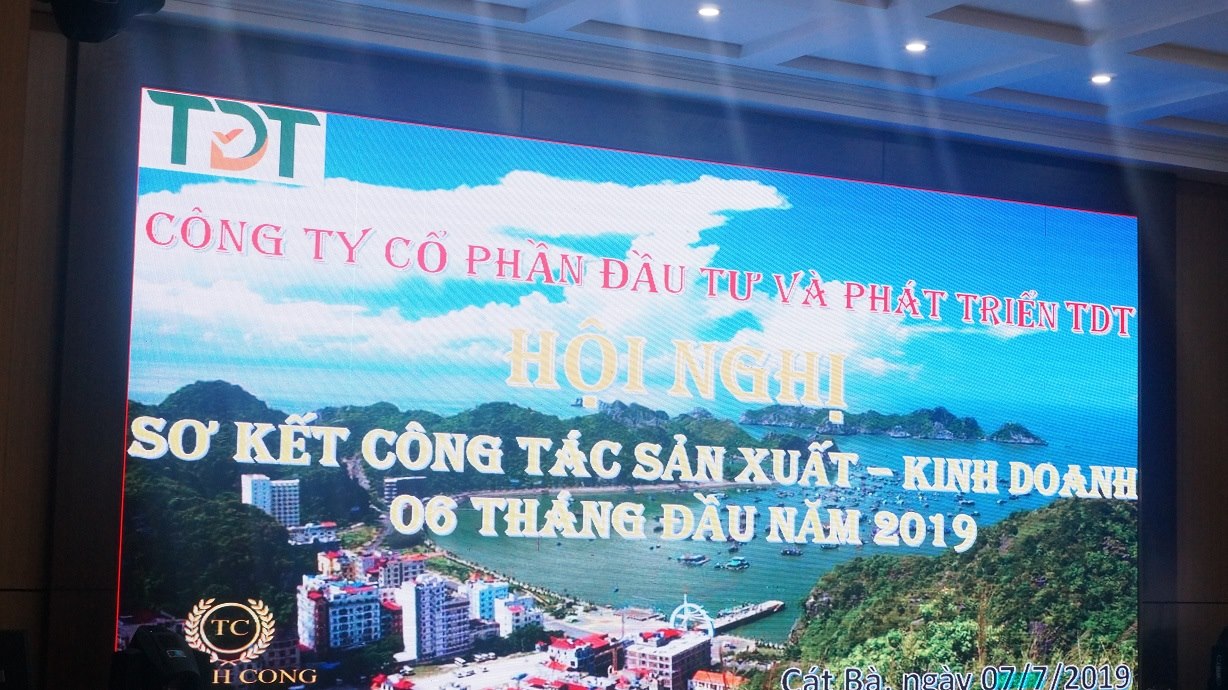 TDT
CÔNG TY CỔ PHẦN ĐẦU TƯ VÀ PHÁT TRIỂN TDT
HỘI NGHỊ
SƠ KẾT CÔNG TÁC SẢN XUẤT – KINH DOANH
06 THÁNG ĐẦU NĂM 2019
TC
H CONG
Cát Bà, ngày 07/7/2019